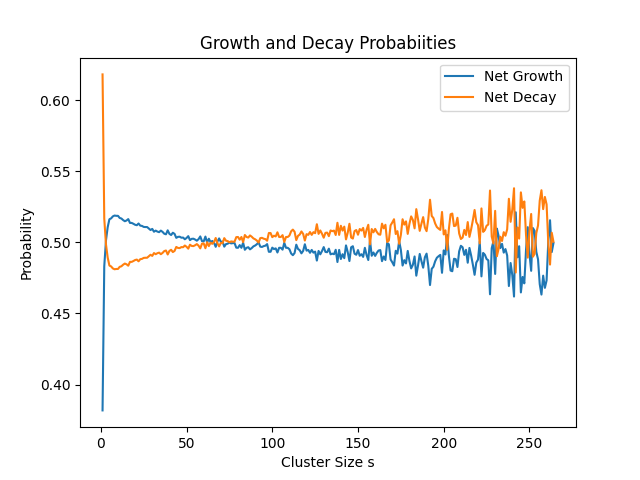 Growth and Decay Probabiities
Net Growth
Net Decay
0.60
0.55
0.50
0.45
0.40
Probability
0
50
100
150
200
250
Cluster Size s